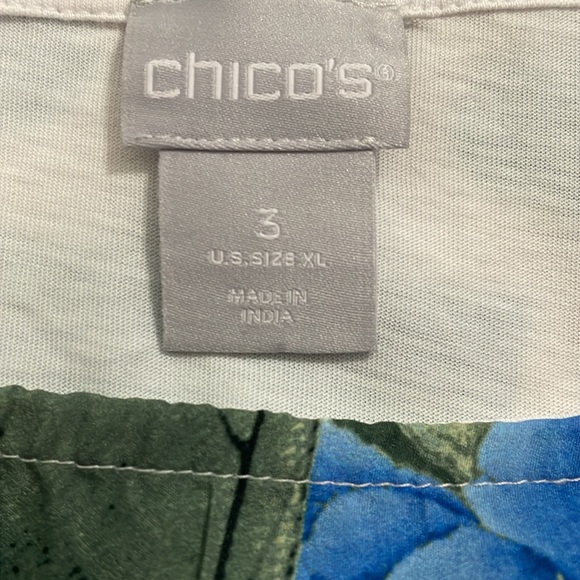 chico's®
3
U.S. SIZE XL
MADE IN
INDIA